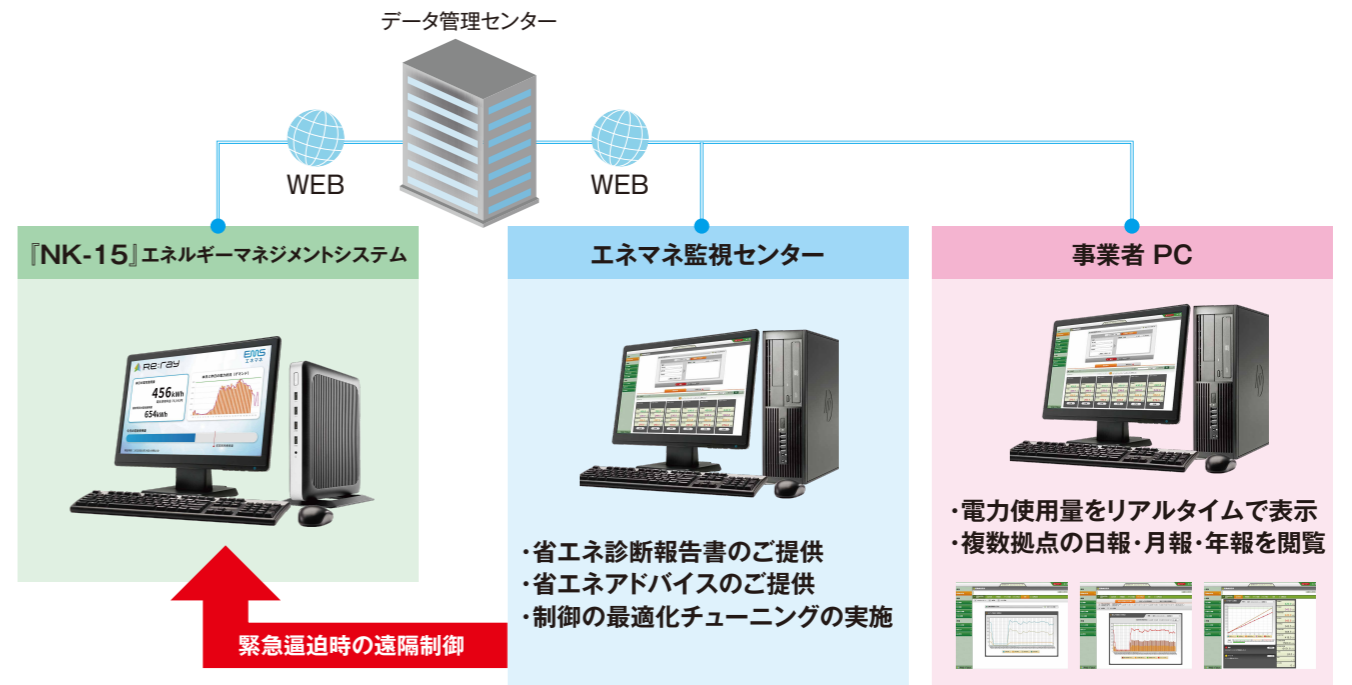 データ管理センター
WEB
WEB
『NK-15』エネルギーマネジメントシステム
Re:ray
EMS
エネマネ
456kWh
654kWh
エネマネ監視センター
・省エネ診断報告書のご提供
・省エネアドバイスのご提供
・制御の最適化チューニングの実施
緊急逼迫時の遠隔制御
事業者 PC
・電力使用量をリアルタイムで表示
・複数拠点の日報・月報・年報を閲覧